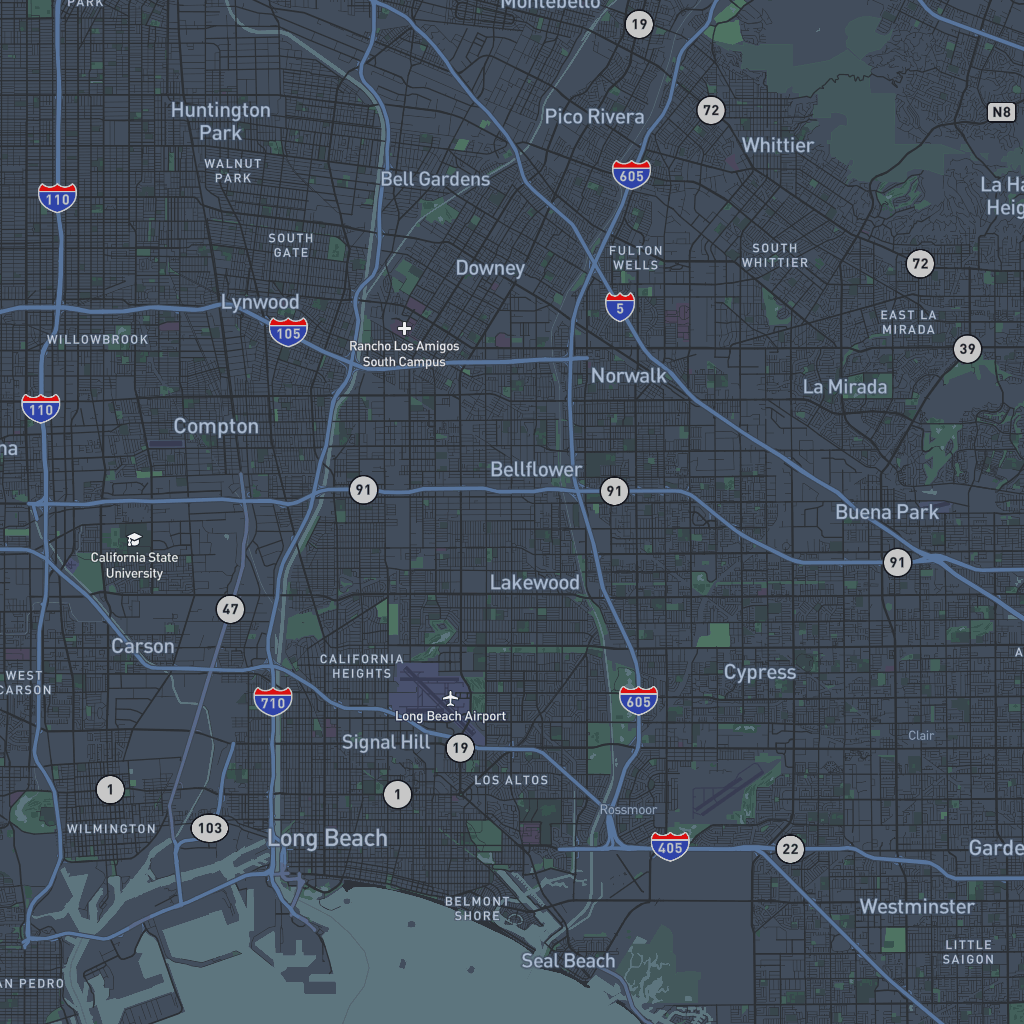 PARK
Montebello
19
72
N8
Huntington
Park
Pico Rivera
Whittier
WALNUT
PARK
Bell Gardens
605
110
La Ha
Heig
SOUTH
GATE
FULTON
WELLS
SOUTH
WHITTIER
Downey
72
Lynwood
5
EAST LA
MIRADA
105
WILLOWBROOK
Rancho Los Amigos
South Campus
39
Norwalk
La Mirada
110
Compton
na
Bellflower
91
91
Buena Park
California State
University
91
Lakewood
47
Carson
CALIFORNIA
HEIGHTS
A
WEST
CARSON
Cypress
710
605
Long Beach Airport
Signal Hill
19
Clair
LOS ALTOS
1
1
Rossmoor
WILMINGTON
103
Long Beach
405
22
Garde
BELMONT
SHORE
Westminster
LITTLE
SAIGON
Seal Beach
AN PEDRO